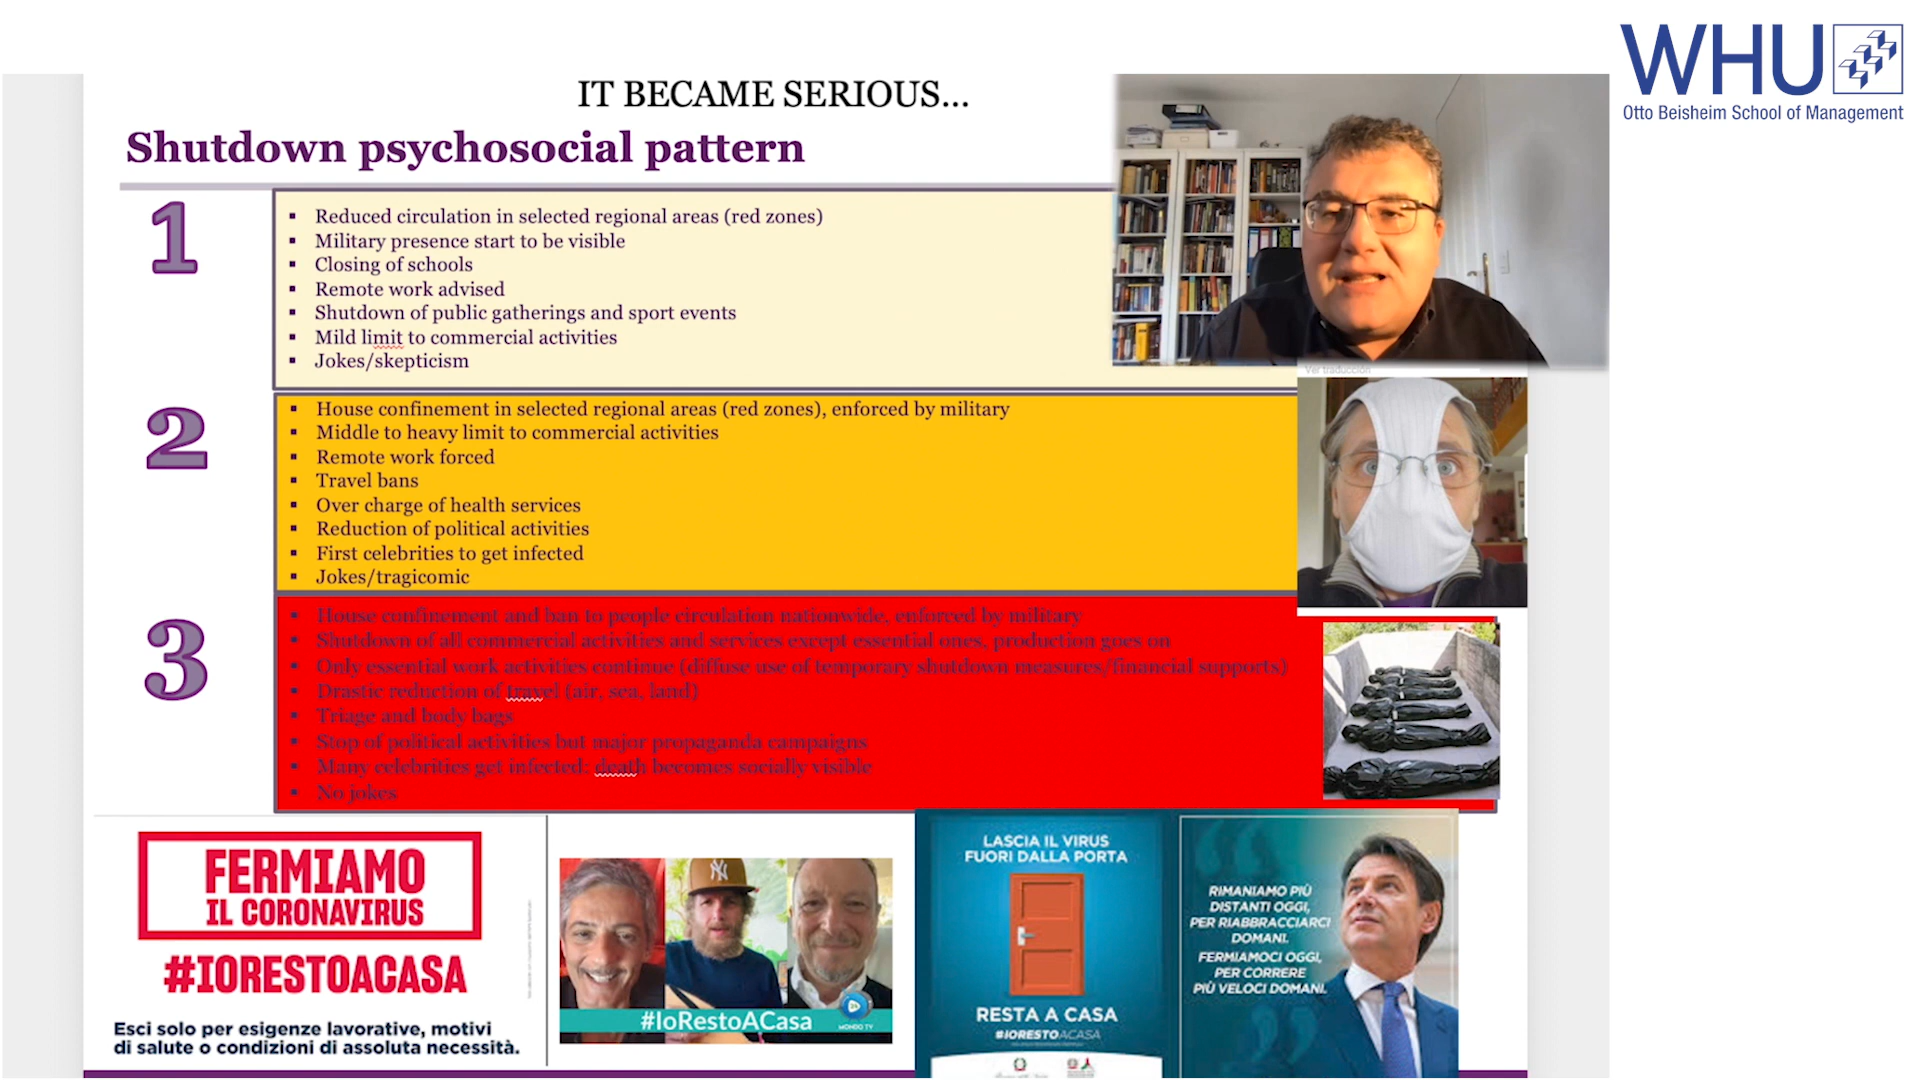 WHU
Otto Beisheim School of Management
IT BECAME SERIOUS...
Shutdown psychosocial pattern
1
▪ Reduced circulation in selected regional areas (red zones)
▪ Military presence start to be visible
▪ Closing of schools
▪ Remote work advised
▪ Shutdown of public gatherings and sport events
▪ Mild limit to commercial activities
▪ Jokes/skepticism
Ver traducción
2
▪ House confinement in selected regional areas (red zones), enforced by military
▪ Middle to heavy limit to commercial activities
▪ Remote work forced
▪ Travel bans
▪ Over charge of health services
▪ Reduction of political activities
▪ First celebrities to get infected
▪ Jokes/tragicomic
3
▪ House confinement and ban to people circulation nationwide, enforced by military
▪ Shutdown of all commercial activities and services except essential ones, production goes on
▪ Only essential work activities continue (diffuse use of temporary shutdown measures/financial supports)
▪ Drastic reduction of travel (air, sea, land)
▪ Triage and body bags
▪ Stop of political activities but major propaganda campaigns
▪ Many celebrities get infected: death becomes socially visible
▪ No jokes
FERMIAMO
IL CORONAVIRUS
#IORESTOACASA
Esci solo per esigenze lavorative, motivi
di salute o condizioni di assoluta necessità.
NY
#IoRestoACasa
MONDO TV
LASCIA IL VIRUS
FUORI DALLA PORTA
RESTA A CASA
#IORESTOACASA
RIMANIAMO PIÙ
DISTANTI OGGI,
PER RIABBRACCIARCI
DOMANI.
FERMIAMOCI OGGI,
PER CORRERE
PIÙ VELOCI DOMANI.